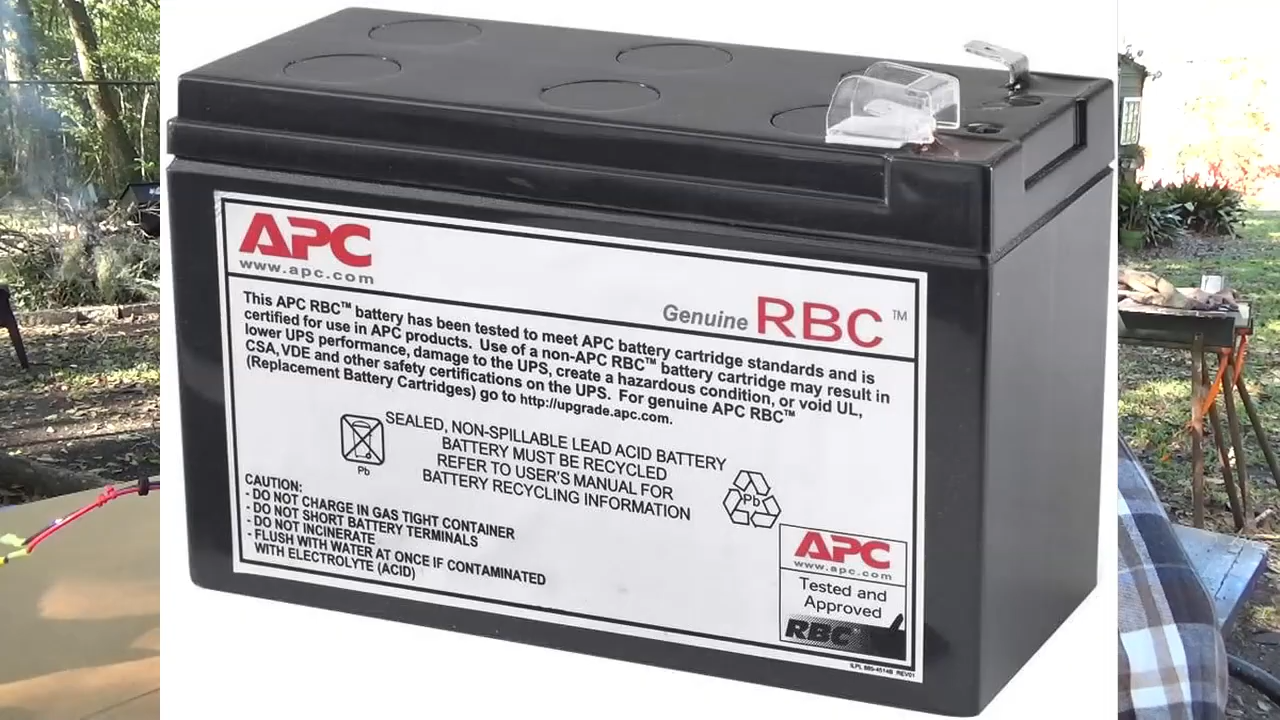 APC
www.apc.com
Genuine RBC™
This APC RBC™ battery has been tested to meet APC battery cartridge standards and is
certified for use in APC products. Use of a non-APC RBC™ battery cartridge may result in
lower UPS performance, damage to the UPS, create a hazardous condition, or void UL,
CSA, VDE and other safety certifications on the UPS. For genuine APC RBC™
(Replacement Battery Cartridges) go to http://upgrade.apc.com.
SEALED, NON-SPILLABLE LEAD ACID BATTERY
BATTERY MUST BE RECYCLED
REFER TO USER'S MANUAL FOR
BATTERY RECYCLING INFORMATION
Pb
Pb
CAUTION:
- DO NOT CHARGE IN GAS TIGHT CONTAINER
- DO NOT SHORT BATTERY TERMINALS
- DO NOT INCINERATE
- FLUSH WITH WATER AT ONCE IF CONTAMINATED
WITH ELECTROLYTE (ACID)
APC
www.apc.com
Tested and
Approved
RBC
REV01